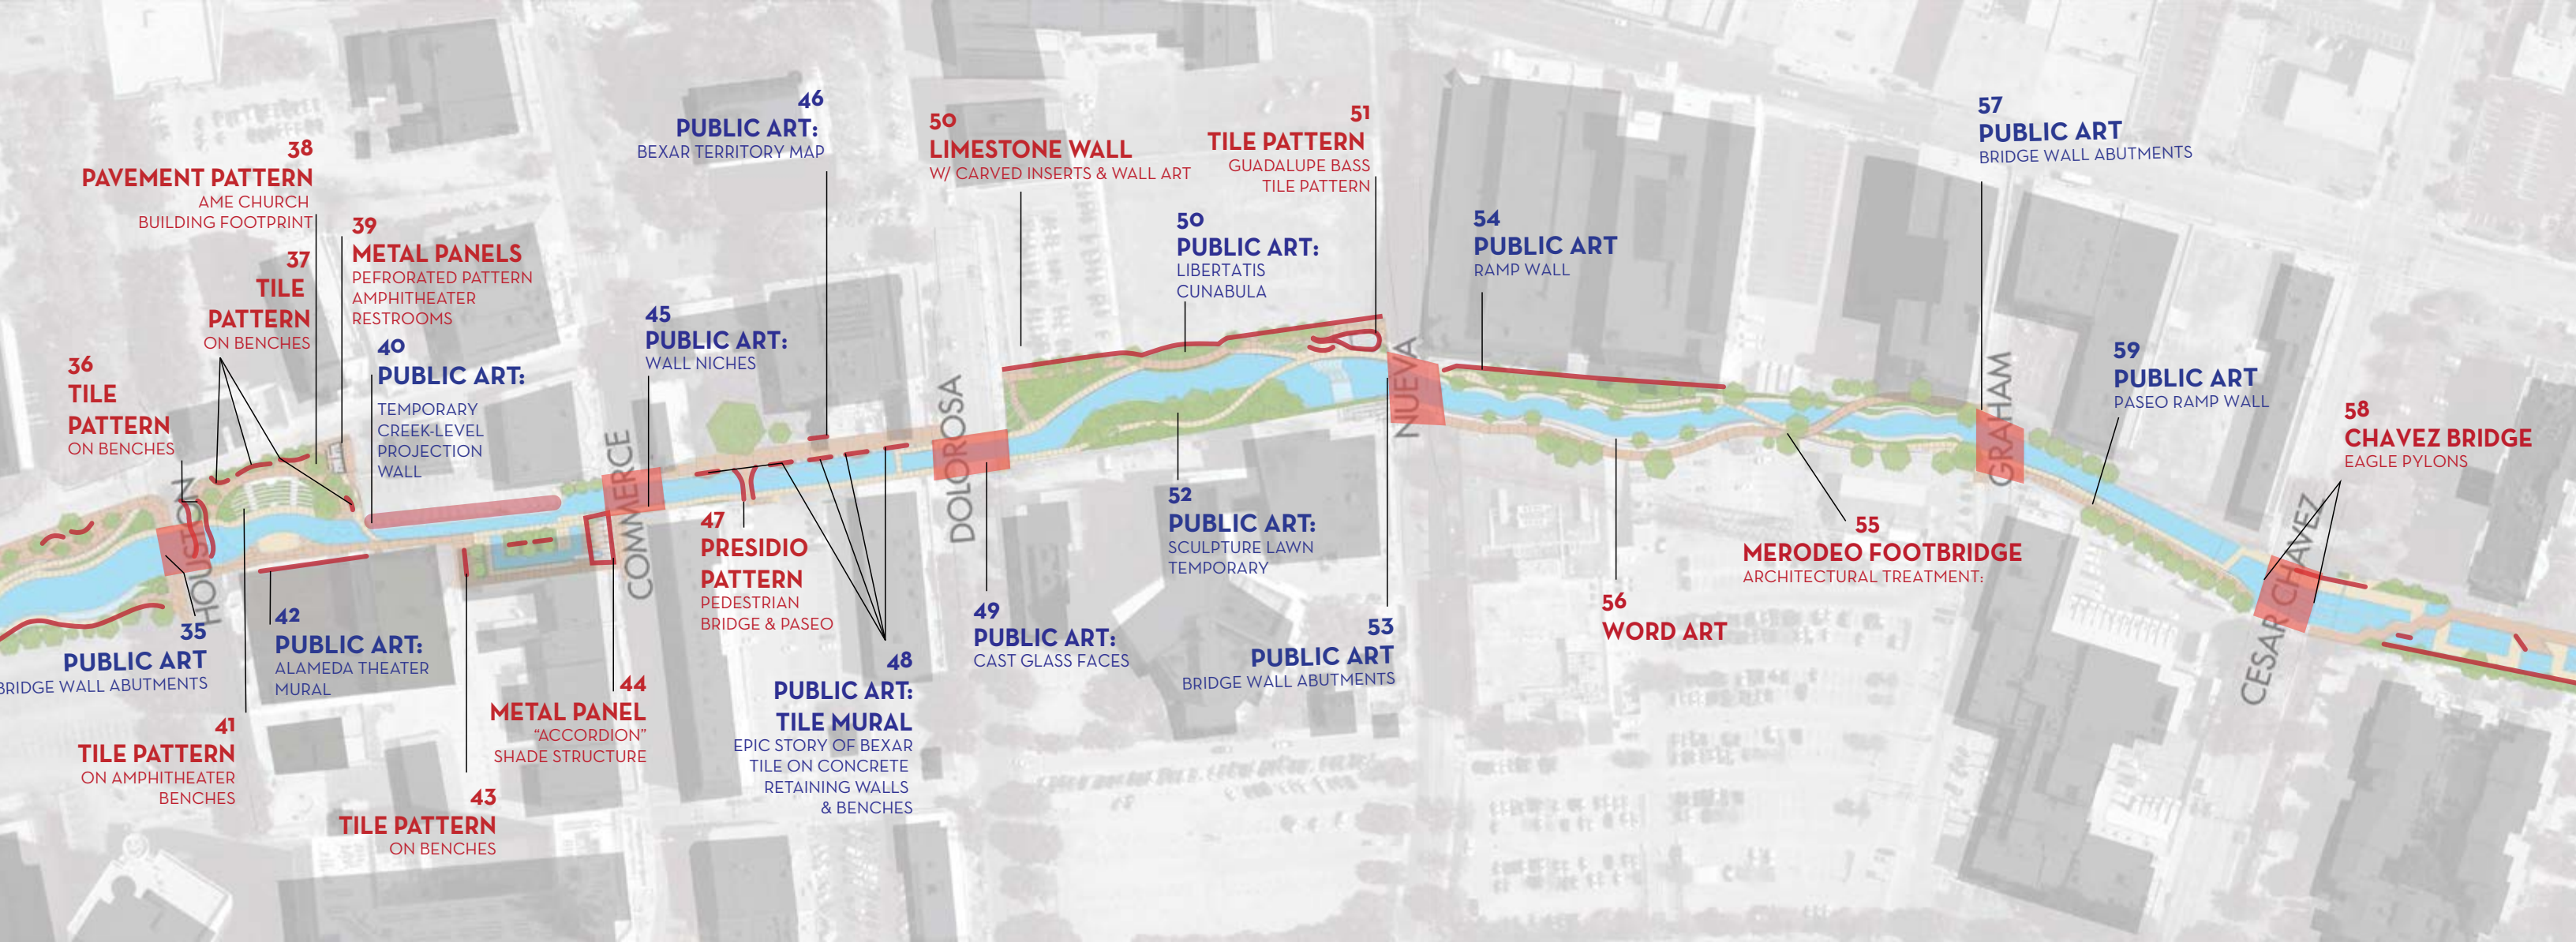 38
PAVEMENT PATTERN
AME CHURCH
BUILDING FOOTPRINT
37
TILE
PATTERN
ON BENCHES
36
TILE
PATTERN
ON BENCHES
39
METAL PANELS
PEFRORATED PATTERN
AMPHITHEATER
RESTROOMS
40
PUBLIC ART:
TEMPORARY
CREEK-LEVEL
PROJECTION
WALL
HOUSTON
35
PUBLIC ART
BRIDGE WALL ABUTMENTS
41
TILE PATTERN
ON AMPHITHEATER
BENCHES
42
PUBLIC ART:
ALAMEDA THEATER
MURAL
43
TILE PATTERN
ON BENCHES
44
METAL PANEL
“ACCORDION”
SHADE STRUCTURE
COMMERCE
45
PUBLIC ART:
WALL NICHES
46
PUBLIC ART:
BEXAR TERRITORY MAP
47
PRESIDIO
PATTERN
PEDESTRIAN
BRIDGE & PASEO
48
PUBLIC ART:
TILE MURAL
EPIC STORY OF BEXAR
TILE ON CONCRETE
RETAINING WALLS
& BENCHES
DOLOROSA
49
PUBLIC ART:
CAST GLASS FACES
50
LIMESTONE WALL
W/ CARVED INSERTS & WALL ART
50
PUBLIC ART:
LIBERTATIS
CUNABULA
51
TILE PATTERN
GUADALUPE BASS
TILE PATTERN
52
PUBLIC ART:
SCULPTURE LAWN
TEMPORARY
53
PUBLIC ART
BRIDGE WALL ABUTMENTS
NUEVA
54
PUBLIC ART
RAMP WALL
55
MERODEO FOOTBRIDGE
ARCHITECTURAL TREATMENT:
56
WORD ART
57
PUBLIC ART
BRIDGE WALL ABUTMENTS
GRAHAM
59
PUBLIC ART
PASEO RAMP WALL
58
CHAVEZ BRIDGE
EAGLE PYLONS
CESAR CHAVEZ